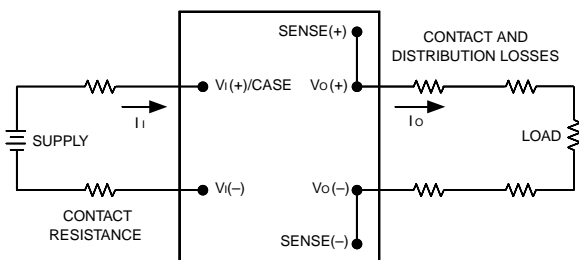 SENSE(+)
CONTACT AND
DISTRIBUTION LOSSES
VI(+)/CASE
VO(+)
II
IO
SUPPLY
LOAD
VI(–)
VO(–)
CONTACT
RESISTANCE
SENSE(–)